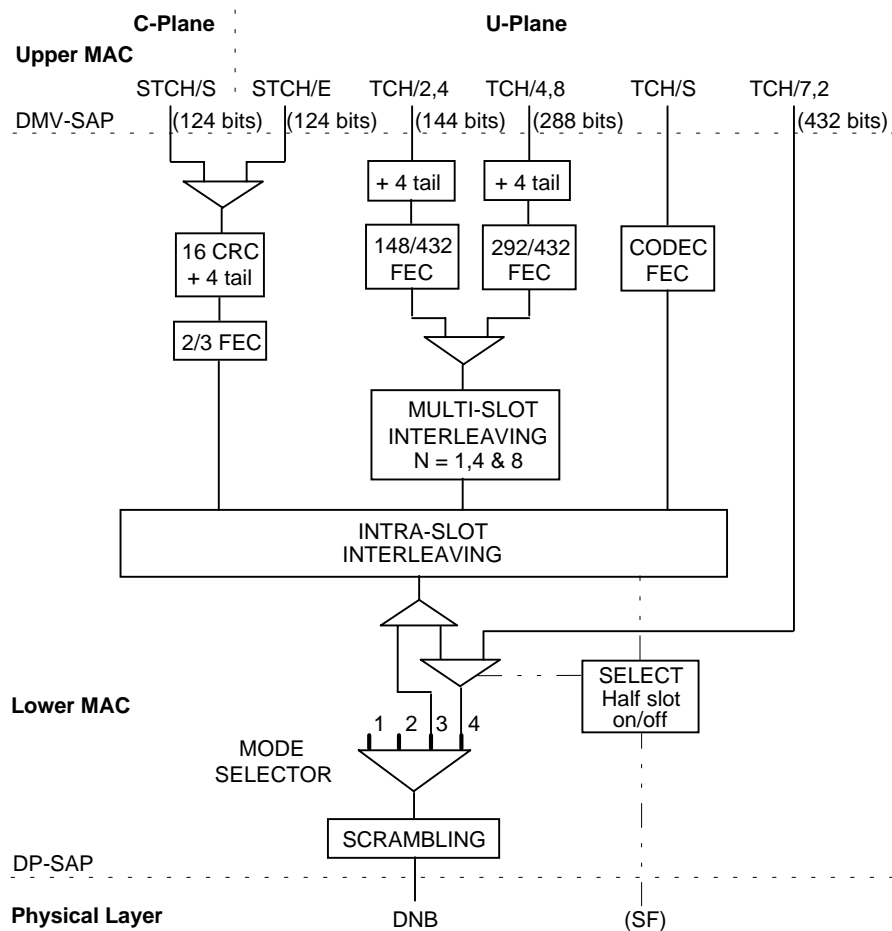 C-Plane U-Plane
Upper MAC
STCH/S STCH/E TCH/2,4 TCH/4,8 TCH/S TCH/7,2
DMV-SAP (124 bits) (124 bits) (144 bits) (288 bits) (432 bits)
+ 4 tail + 4 tail
16 CRC
+ 4 tail
148/432
FEC
292/432
FEC
CODEC
FEC
2/3 FEC
MULTI-SLOT
INTERLEAVING
N = 1,4 & 8
INTRA-SLOT
INTERLEAVING
SELECT
Half slot
on/off
Lower MAC
1 2 3 4
MODE
SELECTOR
SCRAMBLING
DP-SAP
Physical Layer DNB (SF)